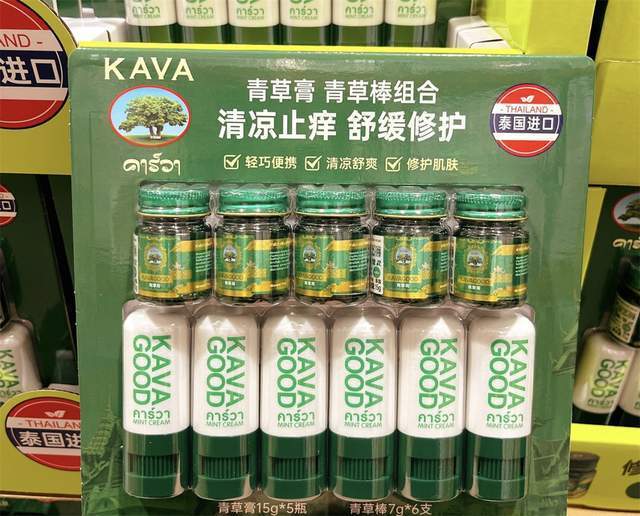 KAVA
คาร์วา
青草膏 青草棒组合
清凉止痒 舒缓修护
轻巧便携 清凉舒爽 修护肌肤
THAILAND
泰国进口
KAVA GOOD
คาร์วา
MINT CREAM
KAVA GOOD
คาร์วา
MINT CREAM
KAVA GOOD
คาร์วา
MINT CREAM
KAVA GOOD
คาร์วา
MINT CREAM
KAVA GOOD
คาร์วา
MINT CREAM
KAVA GOOD
คาร์วา
MINT CREAM
青草膏15g*5瓶
青草棒7g*6支
THAILAND
泰国进